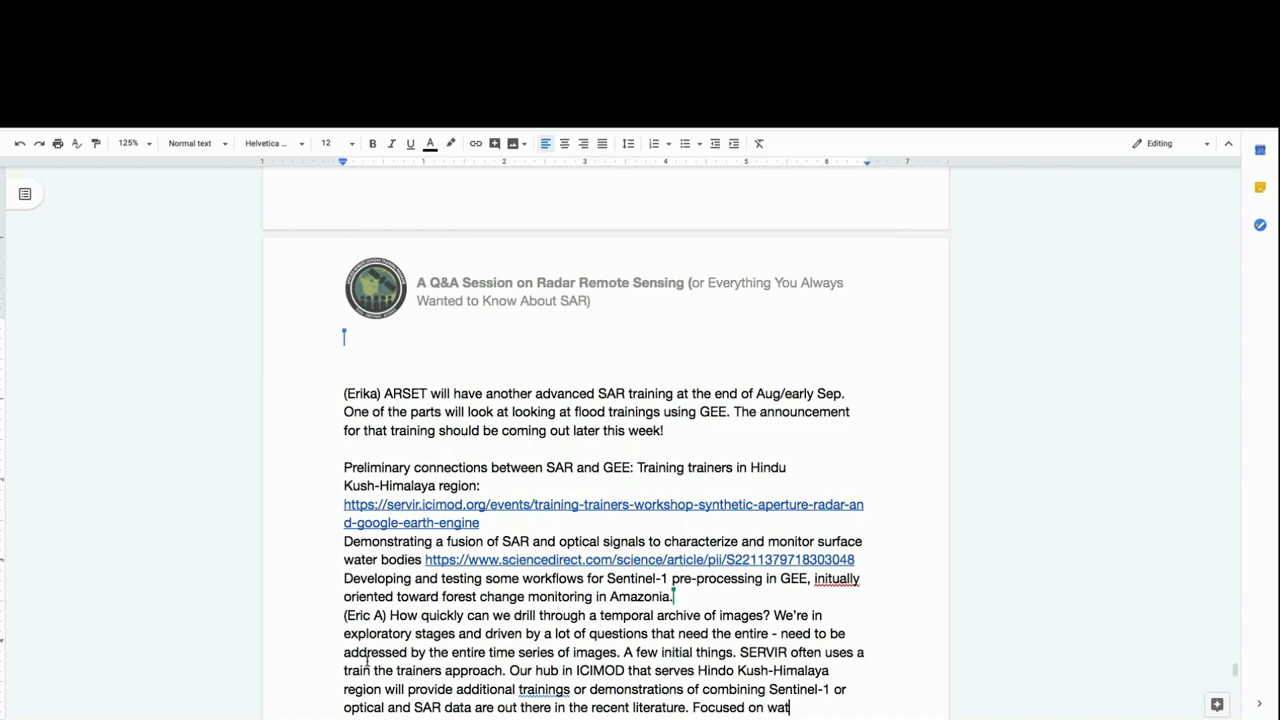 125%
Normal text
Helvetica ...
12
Editing
1 1 2 3 4 5 6 7
A Q&A Session on Radar Remote Sensing (or Everything You Always
Wanted to Know About SAR)
(Erika) ARSET will have another advanced SAR training at the end of Aug/early Sep.
One of the parts will look at looking at flood trainings using GEE. The announcement
for that training should be coming out later this week!
Preliminary connections between SAR and GEE: Training trainers in Hindu
Kush-Himalaya region:
https://servir.icimod.org/events/training-trainers-workshop-synthetic-aperture-radar-an
d-google-earth-engine
Demonstrating a fusion of SAR and optical signals to characterize and monitor surface
water bodies https://www.sciencedirect.com/science/article/pii/S2211379718303048
Developing and testing some workflows for Sentinel-1 pre-processing in GEE, initually
oriented toward forest change monitoring in Amazonia.
(Eric A) How quickly can we drill through a temporal archive of images? We're in
exploratory stages and driven by a lot of questions that need the entire - need to be
addressed by the entire time series of images. A few initial things. SERVIR often uses a
train the trainers approach. Our hub in ICIMOD that serves Hindo Kush-Himalaya
region will provide additional trainings or demonstrations of combining Sentinel-1 or
optical and SAR data are out there in the recent literature. Focused on wat